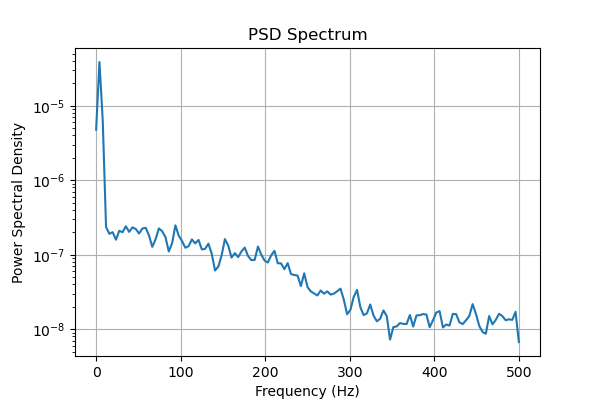 PSD Spectrum
Power Spectral Density
10⁻⁵
10⁻⁶
10⁻⁷
10⁻⁸
0 100 200 300 400 500
Frequency (Hz)